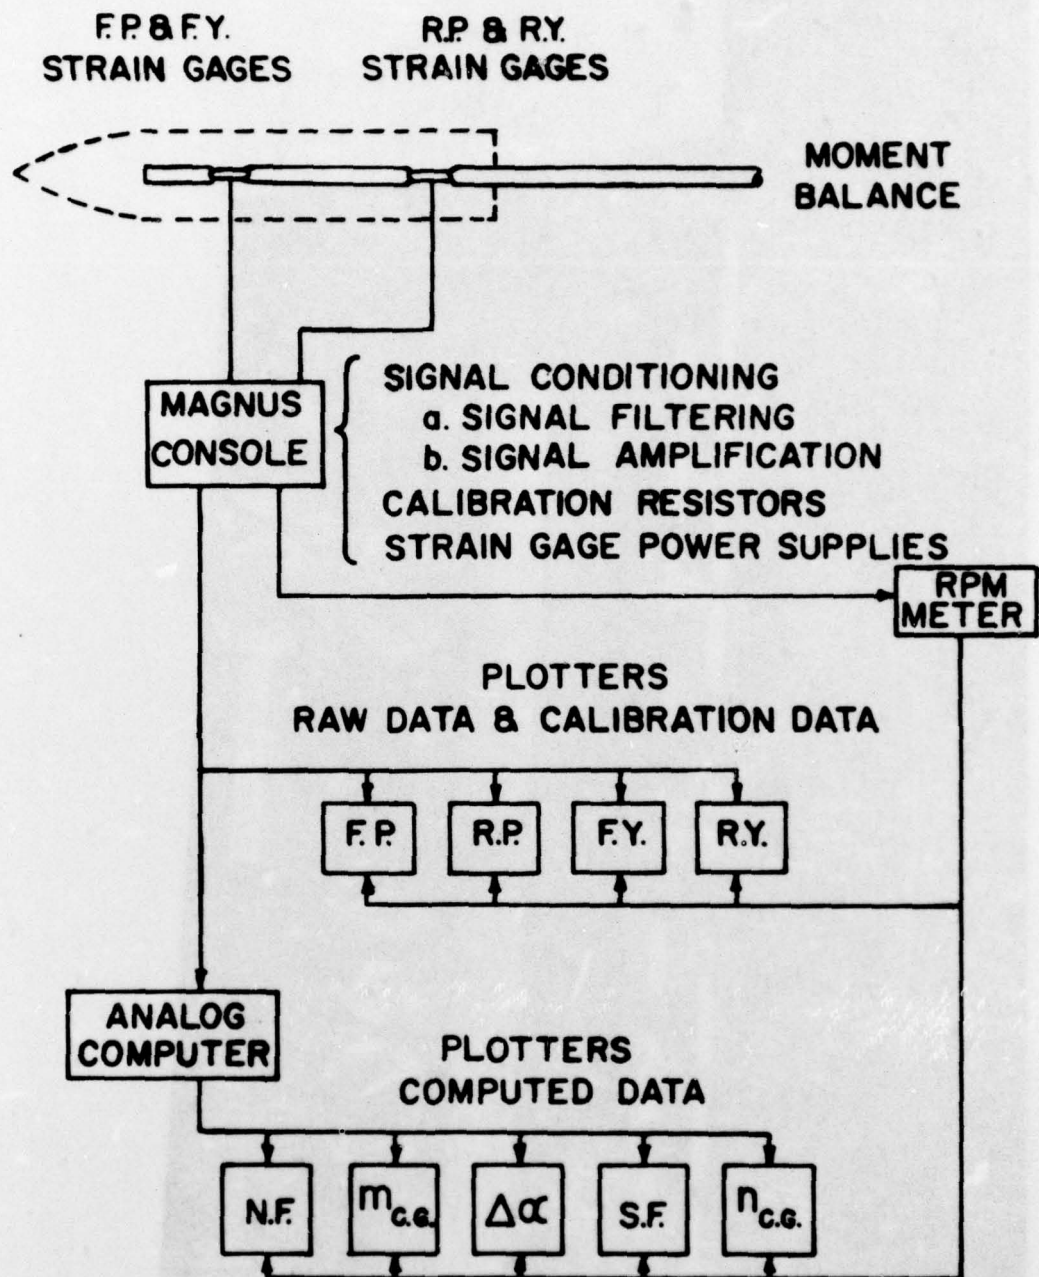 F.P. & F.Y.
STRAIN GAGES
R.P. & R.Y.
STRAIN GAGES
MOMENT
BALANCE
MAGNUS
CONSOLE
SIGNAL CONDITIONING
a. SIGNAL FILTERING
b. SIGNAL AMPLIFICATION
CALIBRATION RESISTORS
STRAIN GAGE POWER SUPPLIES
RPM
METER
PLOTTERS
RAW DATA & CALIBRATION DATA
F.P.
R.P.
F.Y.
R.Y.
ANALOG
COMPUTER
PLOTTERS
COMPUTED DATA
N.F.
mC.G.
Δα
S.F.
nC.G.